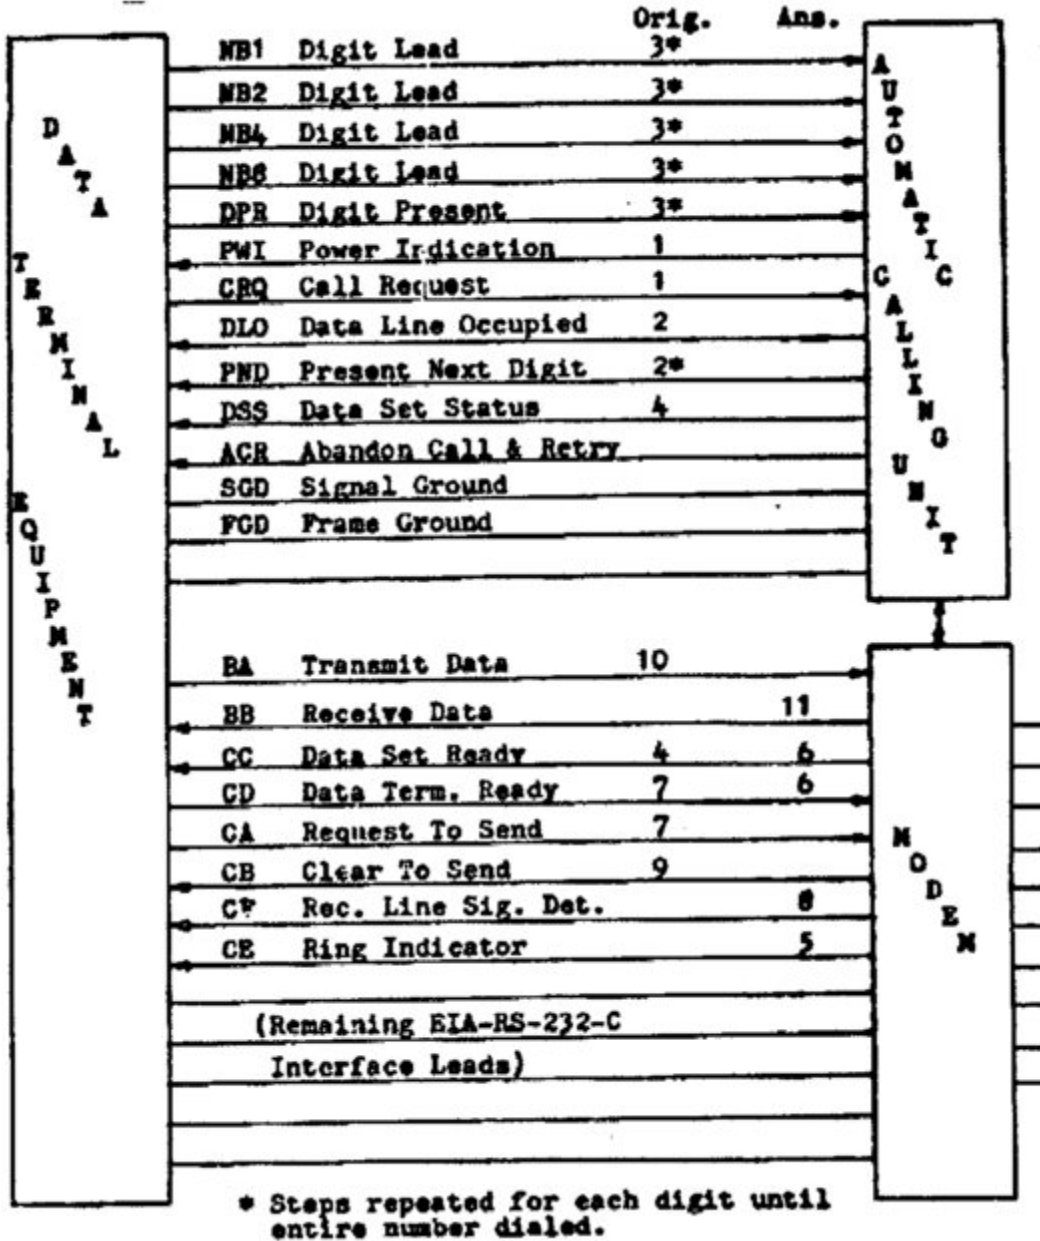 Orig. Ans.
NB1 Digit Lead 3*
NB2 Digit Lead 3*
NB4 Digit Lead 3*
NB8 Digit Lead 3*
DPR Digit Present 3*
PWI Power Indication 1
CRQ Call Request 1
DLO Data Line Occupied 2
PND Present Next Digit 2*
DSS Data Set Status 4
ACR Abandon Call & Retry
SGD Signal Ground
FGD Frame Ground
DATA TERMINAL EQUIPMENT
AUTOMATIC CALLING UNIT
BA Transmit Data 10
BB Receive Data 11
CC Data Set Ready 4 6
CD Data Term. Ready 7 6
CA Request To Send 7
CB Clear To Send 9
CF Rec. Line Sig. Det. 8
CE Ring Indicator 5
(Remaining EIA-RS-232-C
Interface Leads)
MODEM
* Steps repeated for each digit until
entire number dialed.